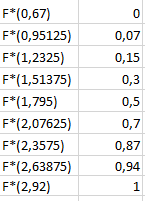 F*(0,67) 0
F*(0,95125) 0,07
F*(1,2325) 0,15
F*(1,51375) 0,3
F*(1,795) 0,5
F*(2,07625) 0,7
F*(2,3575) 0,87
F*(2,63875) 0,94
F*(2,92) 1